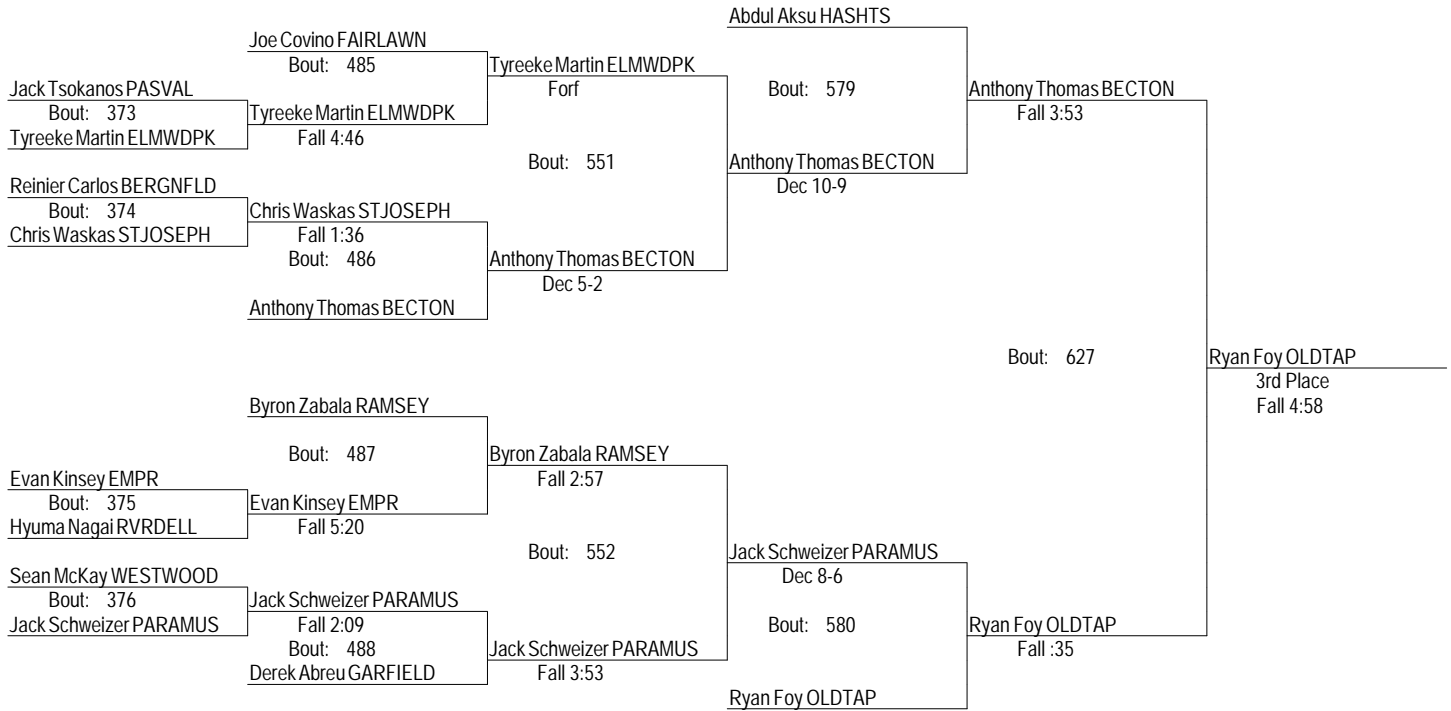 Abdul Aksu HASHTS
Joe Covino FAIRLAWN
Bout: 485
Tyreeke Martin ELMWDPK
Forf
Jack Tsokanos PASVAL
Bout: 373
Tyreeke Martin ELMWDPK
Tyreeke Martin ELMWDPK
Fall 4:46
Bout: 579
Anthony Thomas BECTON
Fall 3:53
Bout: 551
Anthony Thomas BECTON
Dec 10-9
Reinier Carlos BERGNFLD
Bout: 374
Chris Waskas STJOSEPH
Chris Waskas STJOSEPH
Fall 1:36
Bout: 486
Anthony Thomas BECTON
Dec 5-2
Anthony Thomas BECTON
Bout: 627
Ryan Foy OLDTAP
3rd Place
Fall 4:58
Byron Zabala RAMSEY
Bout: 487
Byron Zabala RAMSEY
Fall 2:57
Evan Kinsey EMPR
Bout: 375
Hyuma Nagai RVRDELL
Evan Kinsey EMPR
Fall 5:20
Bout: 552
Jack Schweizer PARAMUS
Dec 8-6
Sean McKay WESTWOOD
Bout: 376
Jack Schweizer PARAMUS
Jack Schweizer PARAMUS
Fall 2:09
Bout: 488
Derek Abreu GARFIELD
Jack Schweizer PARAMUS
Fall 3:53
Bout: 580
Ryan Foy OLDTAP
Fall :35
Ryan Foy OLDTAP